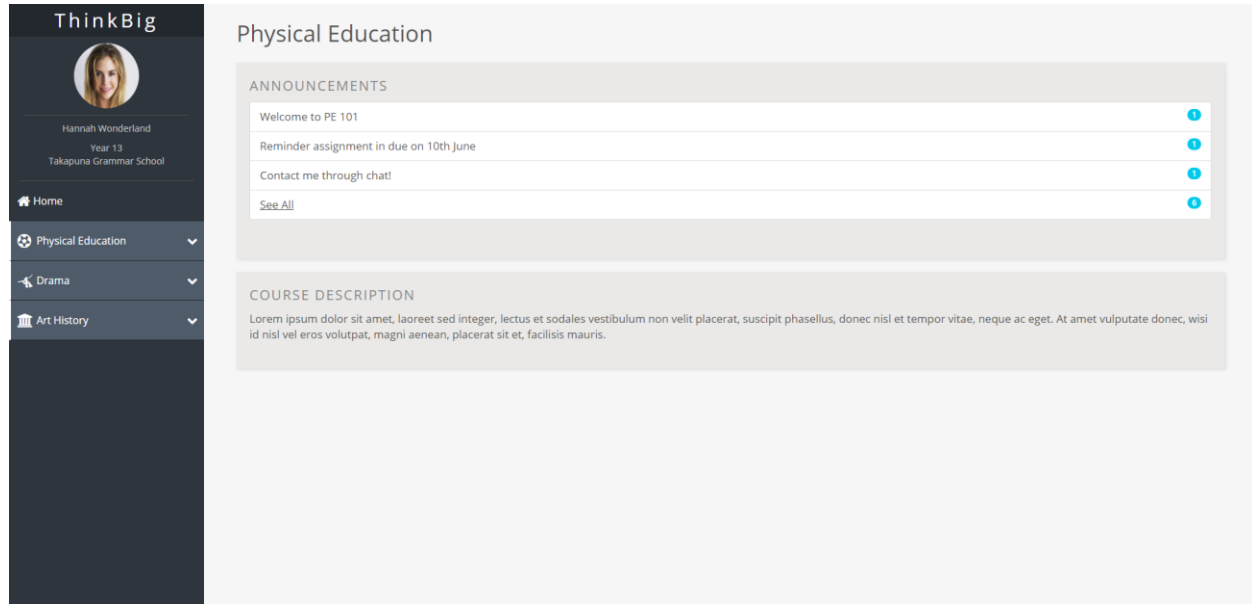 ThinkBig
Hannah Wonderland
Year 13
Takapuna Grammar School
Home
Physical Education
Drama
Art History
Physical Education
ANNOUNCEMENTS
Welcome to PE 101 1
Reminder assignment in due on 10th June 1
Contact me through chat! 1
See All 6
COURSE DESCRIPTION
Lorem ipsum dolor sit amet, laoreet sed integer, lectus et sodales vestibulum non velit placerat, suscipit phasellus, donec nisl et tempor vitae, neque ac eget. At amet vulputate donec, wisi
id nisl vel eros volutpat, magni aenean, placerat sit et, facilisis mauris.